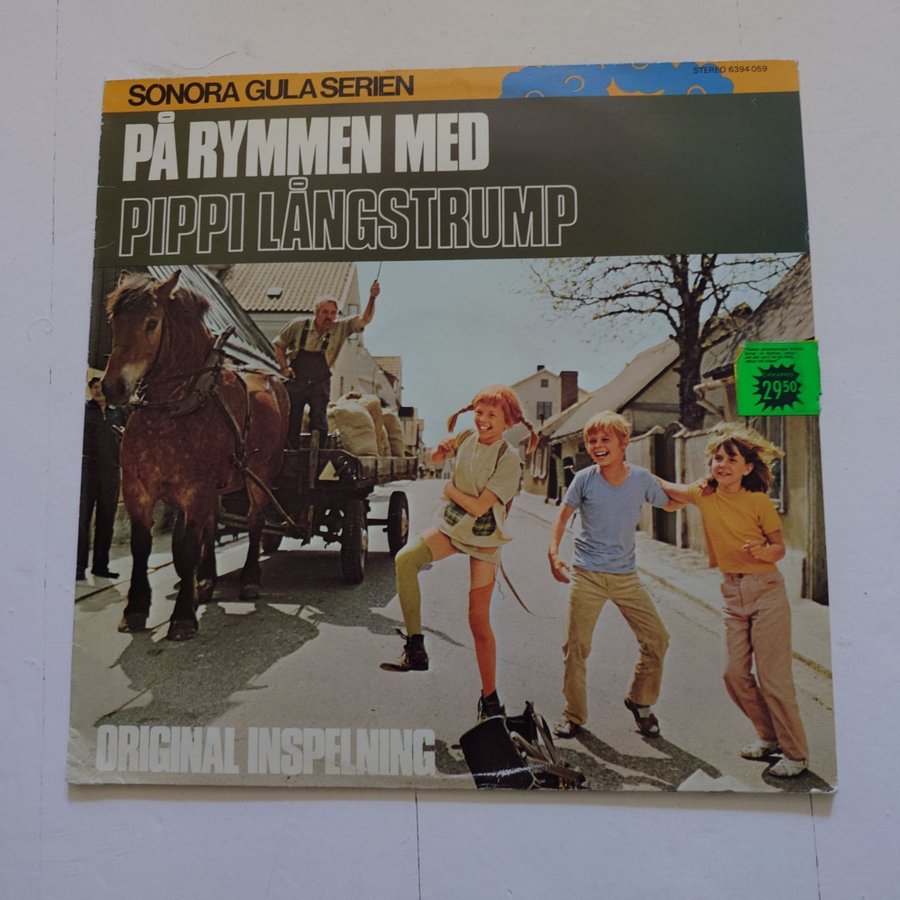 SONORA GULA SERIEN
STEREO 6394 059
PÅ RYMMEN MED
PIPPI LÅNGSTRUMP
29.50
ORIGINAL INSPELNING